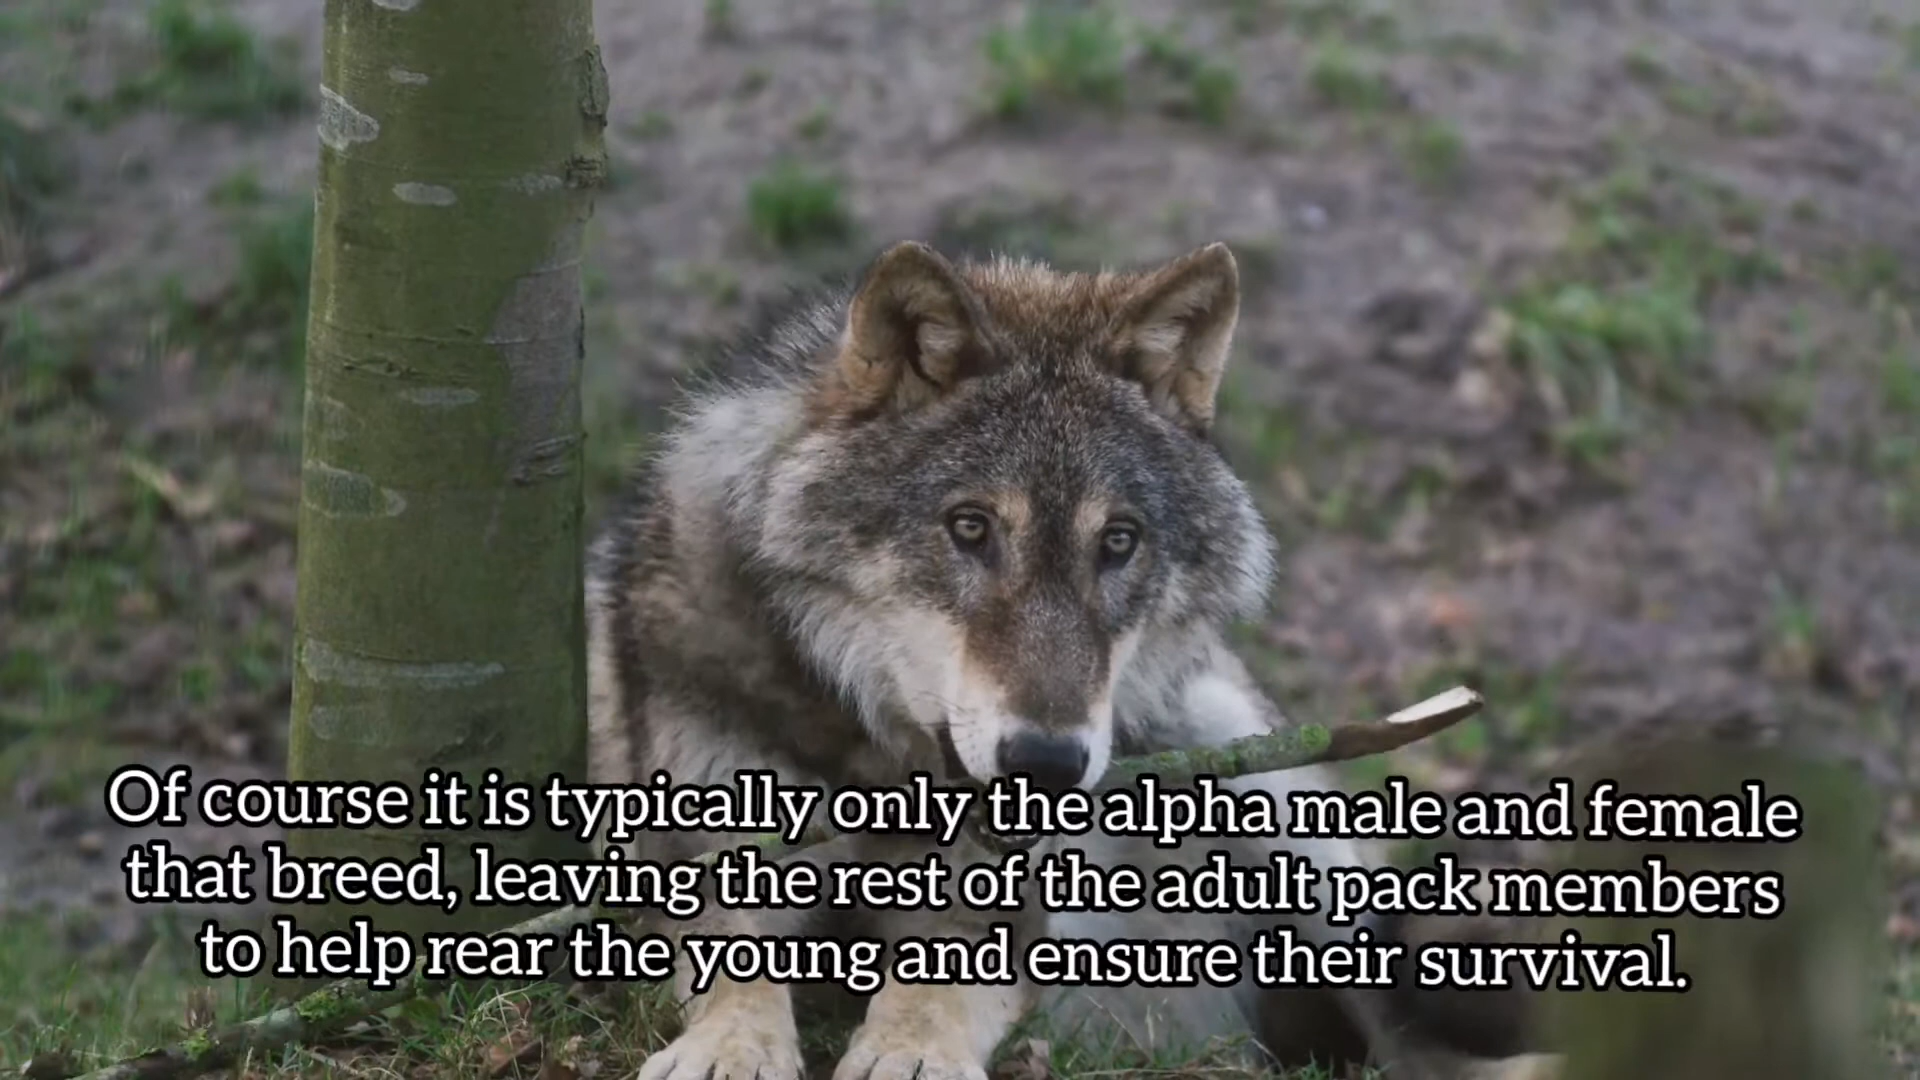 Of course it is typically only the alpha male and female
that breed, leaving the rest of the adult pack members
to help rear the young and ensure their survival.